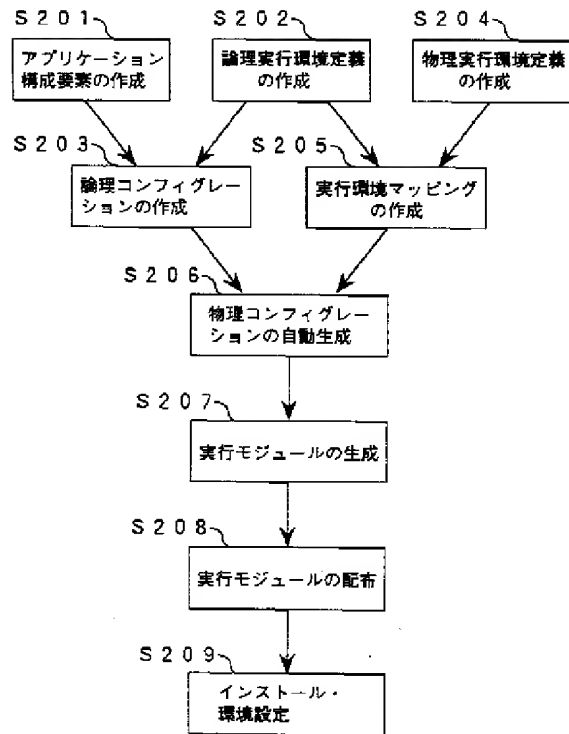 S201
S202
S204
アプリケーション
構成要素の作成
論理実行環境定義
の作成
物理実行環境定義
の作成
S203
S205
論理コンフィグレー
ションの作成
実行環境マッピング
の作成
S206
物理コンフィグレー
ションの自動生成
S207
実行モジュールの生成
S208
実行モジュールの配布
S209
インストール・
環境設定